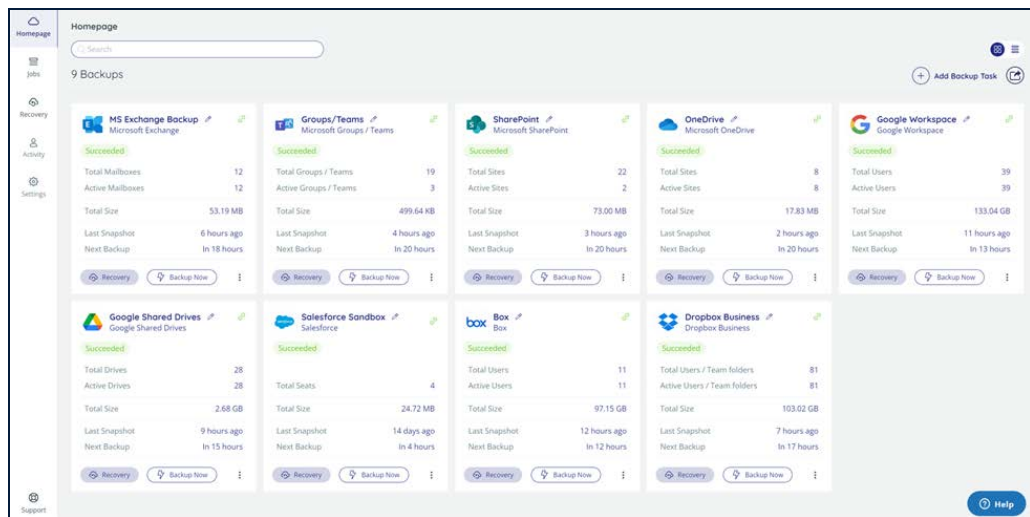 Homepage
Jobs
Recovery
Activity
Settings
Support
Homepage
Search
9 Backups
Add Backup Task
MS Exchange Backup
Microsoft Exchange
Succeeded
Total Mailboxes 12
Active Mailboxes 12
Total Size 53.19 MB
Last Snapshot 6 hours ago
Next Backup In 18 hours
Recovery Backup Now
Groups/Teams
Microsoft Groups / Teams
Succeeded
Total Groups / Teams 19
Active Groups / Teams 3
Total Size 499.64 KB
Last Snapshot 4 hours ago
Next Backup In 20 hours
Recovery Backup Now
SharePoint
Microsoft SharePoint
Succeeded
Total Sites 22
Active Sites 2
Total Size 73.00 MB
Last Snapshot 3 hours ago
Next Backup In 20 hours
Recovery Backup Now
OneDrive
Microsoft OneDrive
Succeeded
Total Sites 8
Active Sites 8
Total Size 17.83 MB
Last Snapshot 2 hours ago
Next Backup In 20 hours
Recovery Backup Now
Google Workspace
Google Workspace
Succeeded
Total Users 39
Active Users 39
Total Size 133.04 GB
Last Snapshot 11 hours ago
Next Backup In 13 hours
Recovery Backup Now
Google Shared Drives
Google Shared Drives
Succeeded
Total Drives 28
Active Drives 28
Total Size 2.68 GB
Last Snapshot 9 hours ago
Next Backup In 15 hours
Recovery Backup Now
Salesforce Sandbox
Salesforce
Succeeded
Total Seats 4
Total Size 24.72 MB
Last Snapshot 14 days ago
Next Backup In 4 hours
Recovery Backup Now
box
Box
Box
Succeeded
Total Users 11
Active Users 11
Total Size 97.15 GB
Last Snapshot 12 hours ago
Next Backup In 12 hours
Recovery Backup Now
Dropbox Business
Dropbox Business
Succeeded
Total Users / Team folders 81
Active Users / Team folders 81
Total Size 103.02 GB
Last Snapshot 7 hours ago
Next Backup In 17 hours
Recovery Backup Now
Help